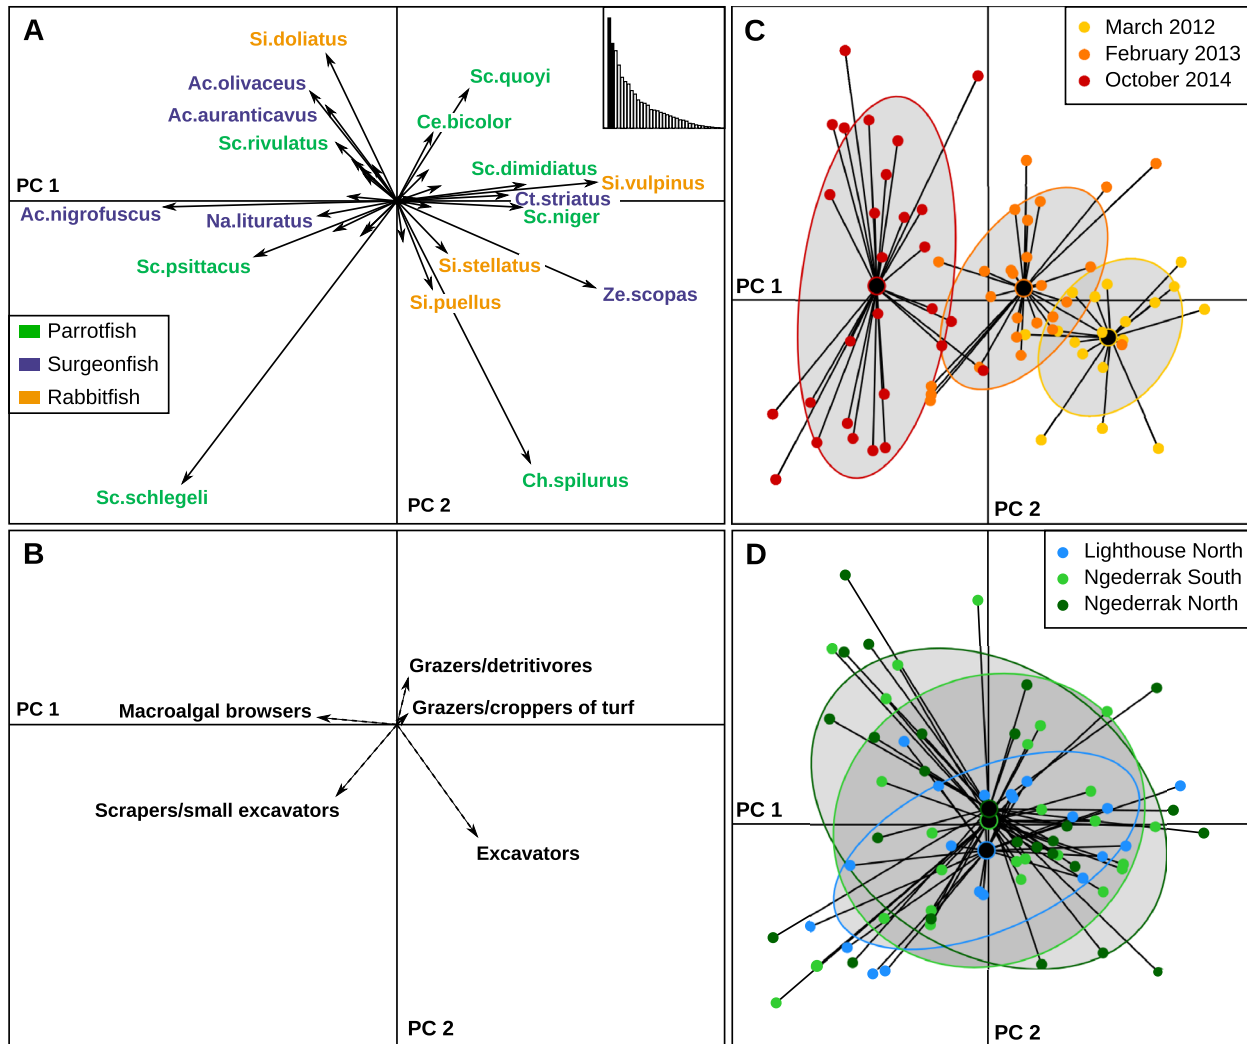 A
Si.doliatus
Ac.olivaceus
Sc.quoyi
Ac.auranticavus
Ce.bicolor
Sc.rivulatus
Sc.dimidiatus
PC 1
Si.vulpinus
Ct.striatus
Ac.nigrofuscus
Na.lituratus
Sc.niger
Sc.psittacus
Si.stellatus
Si.puellus
Ze.scopas
Parrotfish
Surgeonfish
Rabbitfish
Sc.schlegeli
Ch.spilurus
PC 2
C
March 2012
February 2013
October 2014
PC 1
PC 2
B
Grazers/detritivores
PC 1
Macroalgal browsers
Grazers/croppers of turf
Scrapers/small excavators
Excavators
PC 2
D
Lighthouse North
Ngederrak South
Ngederrak North
PC 1
PC 2